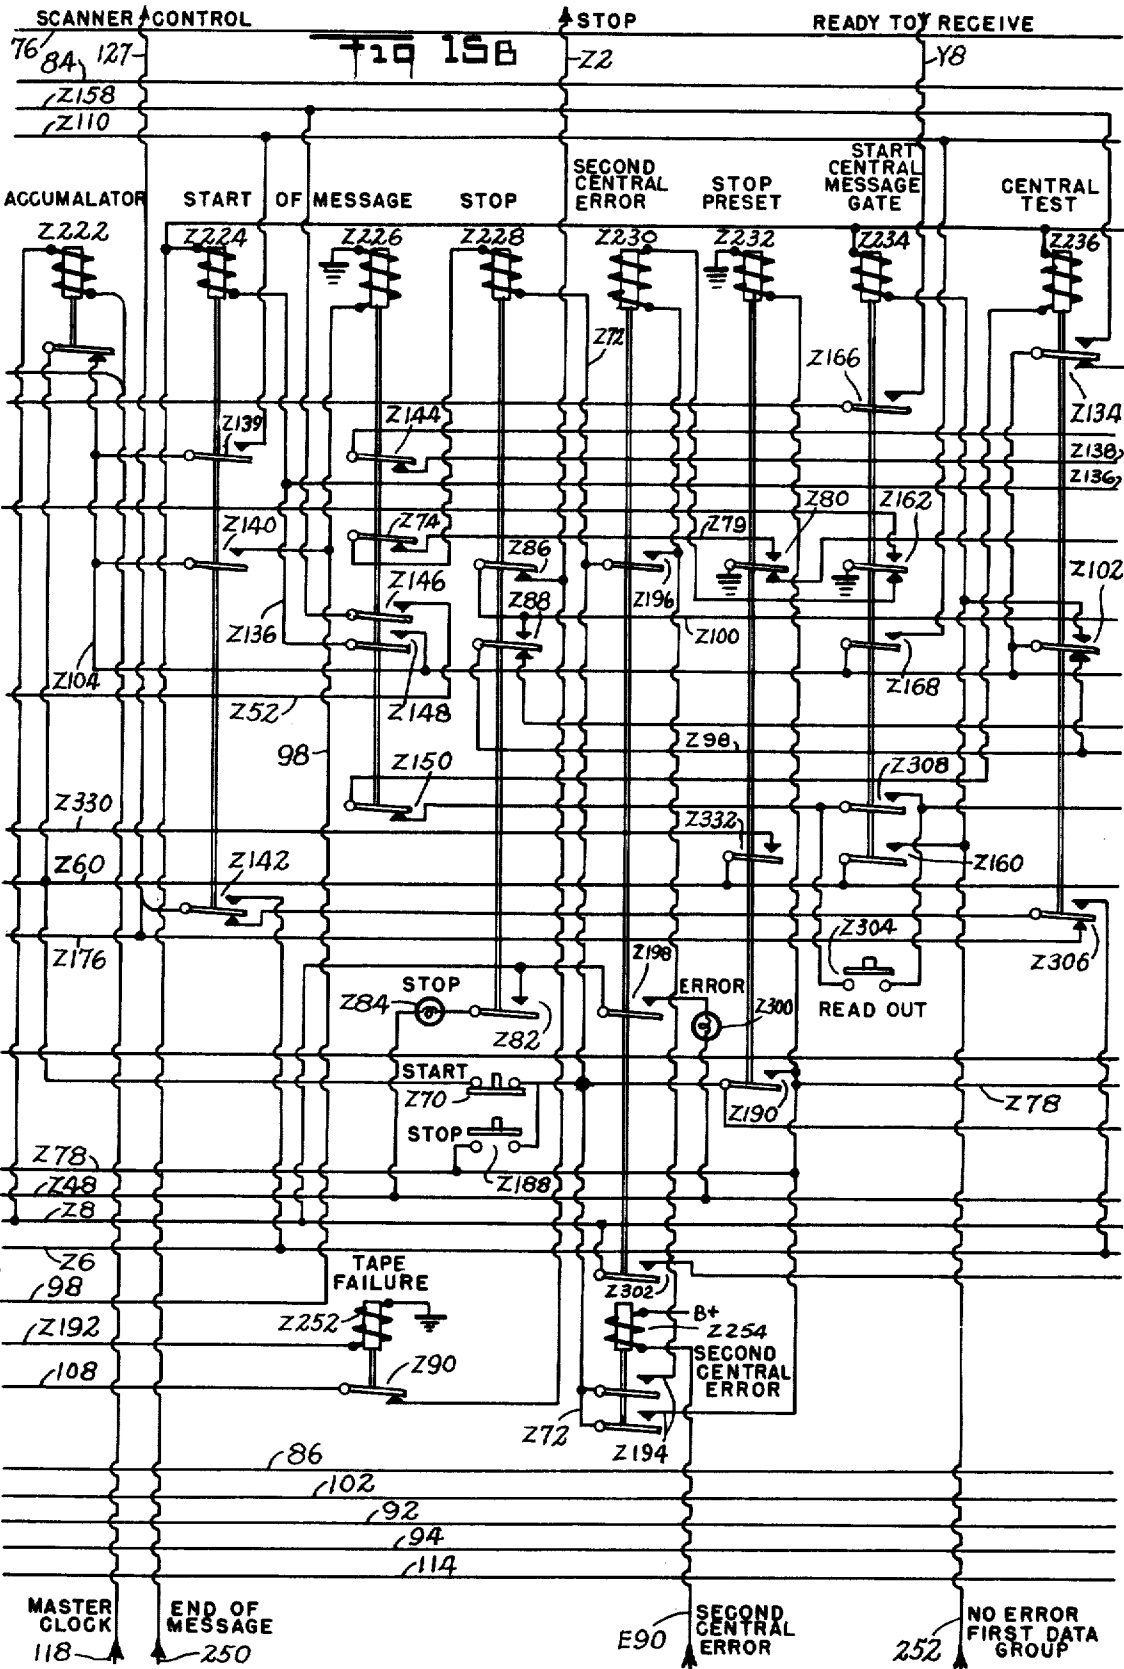 SCANNER CONTROL
STOP
READY TO RECEIVE
76
127
Fig 15B
Z2
Y8
84
Z158
Z110
ACCUMALATOR
START OF MESSAGE
STOP
SECOND
CENTRAL
ERROR
STOP
PRESET
START
CENTRAL
MESSAGE
GATE
CENTRAL
TEST
Z222
Z224
Z226
Z228
Z230
Z232
Z234
Z236
Z72
Z166
Z134
Z139
Z144
Z138
Z136
Z140
Z74
Z79
Z80
Z162
Z86
Z102
Z146
Z88
Z196
Z136
Z100
Z104
Z148
Z168
Z52
98
Z98
Z150
Z308
Z330
Z332
Z60
Z142
Z160
Z176
Z304
Z306
Z198
STOP
ERROR
Z84
Z82
Z300
READ OUT
START
Z70
Z190
Z78
STOP
Z188
Z78
Z48
Z8
Z6
TAPE
FAILURE
98
Z252
Z302
B+
Z254
Z192
SECOND
CENTRAL
ERROR
108
Z90
Z72
Z194
86
102
92
94
114
MASTER
CLOCK
118
END OF
MESSAGE
250
E90
SECOND
CENTRAL
ERROR
252
NO ERROR
FIRST DATA
GROUP